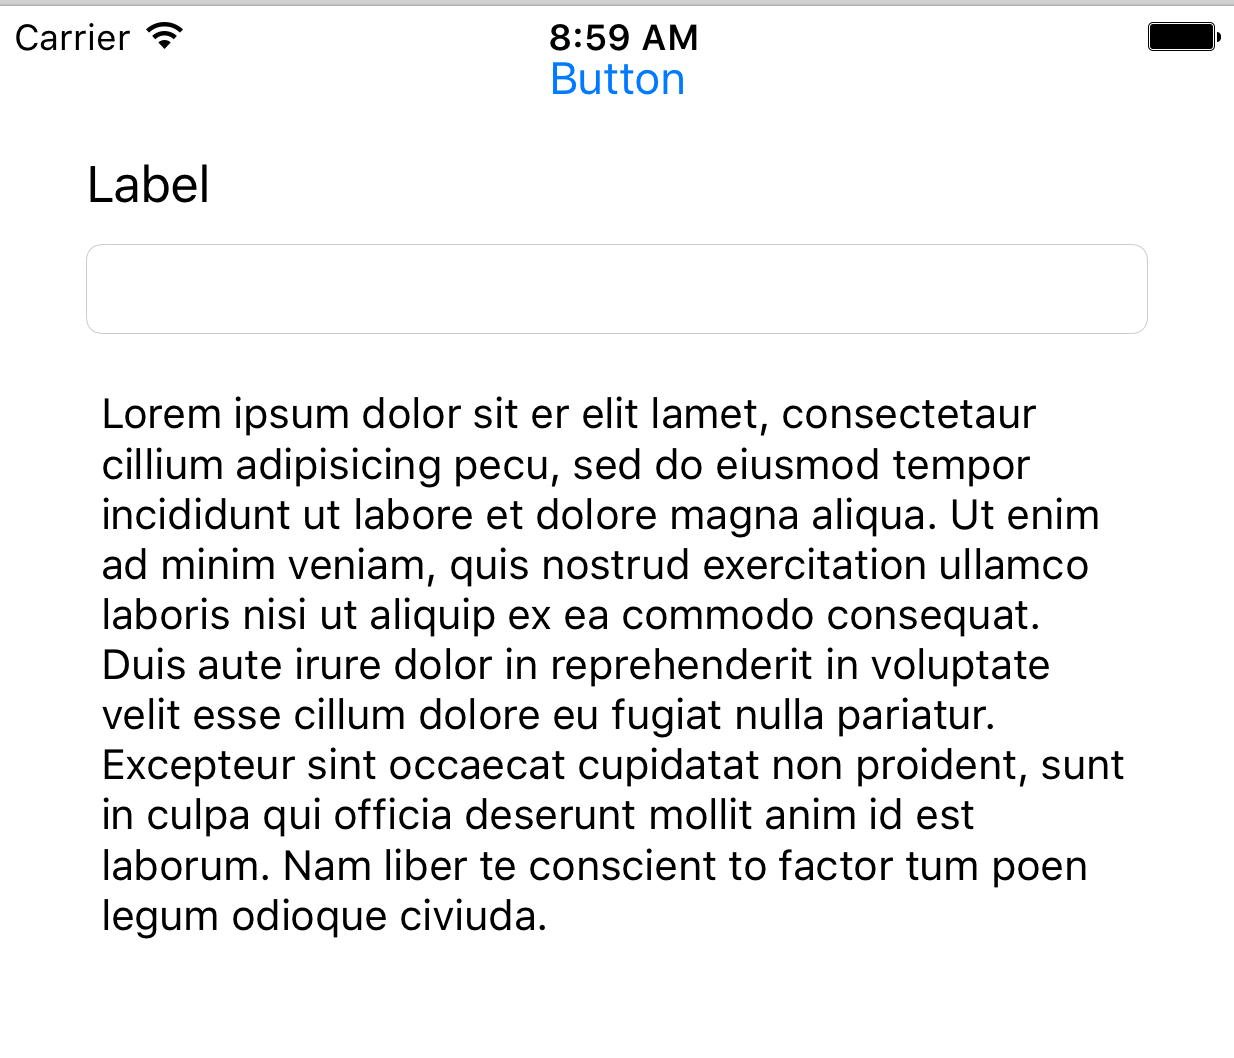 Carrier 8:59 AM
Button
Label
Lorem ipsum dolor sit er elit lamet, consectetaur
cillium adipisicing pecu, sed do eiusmod tempor
incididunt ut labore et dolore magna aliqua. Ut enim
ad minim veniam, quis nostrud exercitation ullamco
laboris nisi ut aliquip ex ea commodo consequat.
Duis aute irure dolor in reprehenderit in voluptate
velit esse cillum dolore eu fugiat nulla pariatur.
Excepteur sint occaecat cupidatat non proident, sunt
in culpa qui officia deserunt mollit anim id est
laborum. Nam liber te conscient to factor tum poen
legum odioque civiuda.